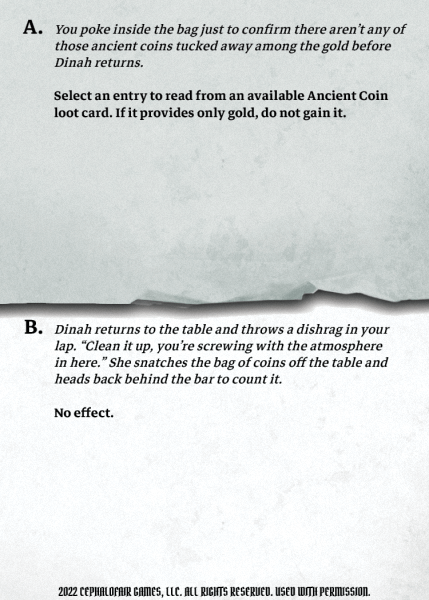 A. You poke inside the bag just to confirm there aren’t any of
those ancient coins tucked away among the gold before
Dinah returns.
Select an entry to read from an available Ancient Coin
loot card. If it provides only gold, do not gain it.
B. Dinah returns to the table and throws a dishrag in your
lap. “Clean it up, you’re screwing with the atmosphere
in here.” She snatches the bag of coins off the table and
heads back behind the bar to count it.
No effect.
2022 CEPHALOFAIR GAMES, LLC. ALL RIGHTS RESERVED. USED WITH PERMISSION.